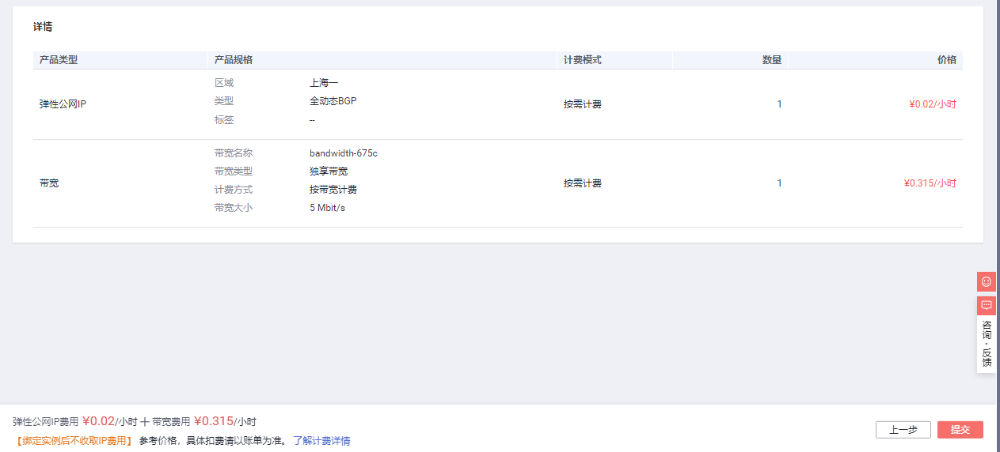 详情
产品类型 产品规格 计费模式 数量 价格
弹性公网IP 区域 上海一 类型 全动态BGP 标签 -- 按需计费 1 ¥0.02/小时
带宽 带宽名称 bandwidth-675c 带宽类型 独享带宽 计费方式 按带宽计费 带宽大小 5 Mbit/s 按需计费 1 ¥0.315/小时
咨询·反馈
弹性公网IP费用 ¥0.02/小时 + 带宽费用 ¥0.315/小时
【绑定实例后不收取IP费用】 参考价格，具体扣费请以账单为准。 了解计费详情
上一步 提交